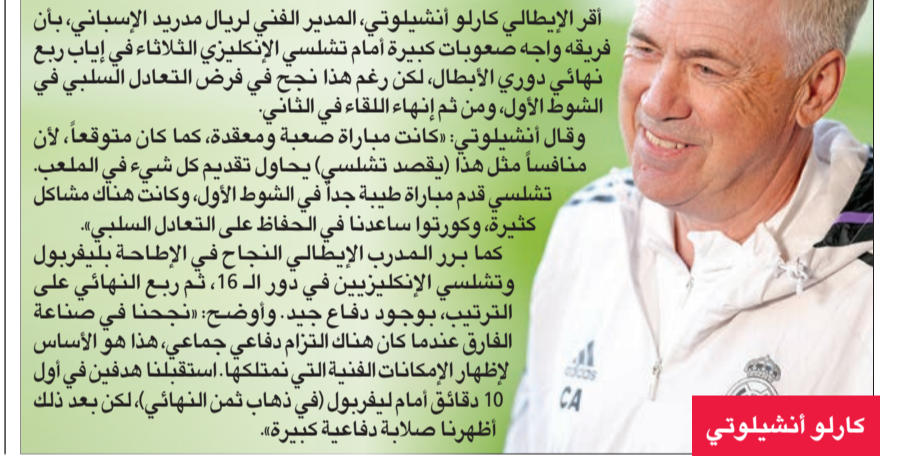 أقر الإيطالي كارلو أنشيلوتي، المدير الفني لريال مدريد الإسباني، بأن
فريقه واجه صعوبات كبيرة أمام تشلسي الإنكليزي الثلاثاء في إياب ربع
نهائي دوري الأبطال، لكن رغم هذا نجح في فرض التعادل السلبي في
الشوط الأول، ومن ثم إنهاء اللقاء في الثاني.
وقال أنشيلوتي: «كانت مباراة صعبة ومعقدة، كما كان متوقعاً، لأن
منافساً مثل هذا (يقصد تشلسي) يحاول تقديم كل شيء في الملعب.
تشلسي قدم مباراة طيبة جداً في الشوط الأول، وكانت هناك مشاكل
كثيرة، وكورتوا ساعدنا في الحفاظ على التعادل السلبي».
كما برر المدرب الإيطالي النجاح في الإطاحة بليفربول
وتشلسي الإنكليزيين في دور الـ 16، ثم ربع النهائي على
الترتيب، بوجود دفاع جيد. وأوضح: «نجحنا في صناعة
الفارق عندما كان هناك التزام دفاعي جماعي، هذا هو الأساس
لإظهار الإمكانات الفنية التي نمتلكها. استقبلنا هدفين في أول
10 دقائق أمام ليفربول (في ذهاب ثمن النهائي)، لكن بعد ذلك
أظهرنا صلابة دفاعية كبيرة».
adidas
CA
كارلو أنشيلوتي